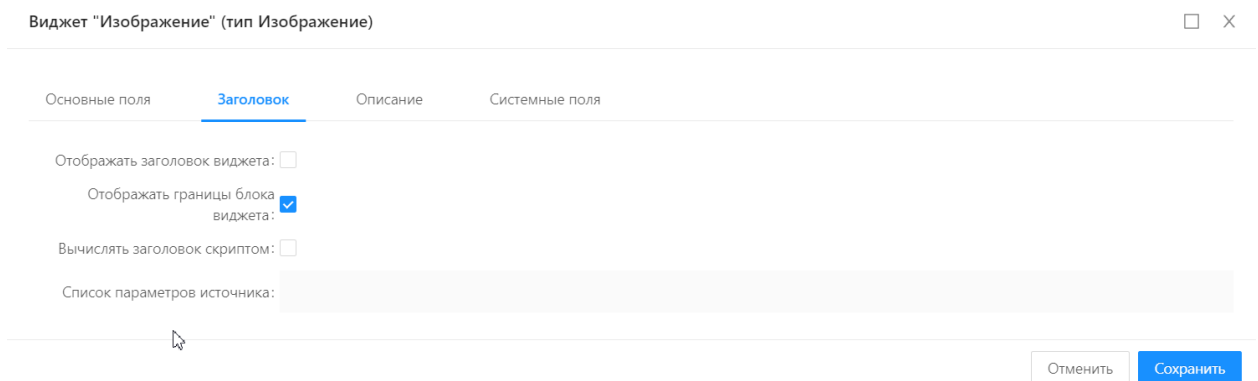 Виджет "Изображение" (тип Изображение)
Основные поля Заголовок Описание Системные поля
Отображать заголовок виджета:
Отображать границы блока
виджета:
Вычислять заголовок скриптом:
Список параметров источника:
Отменить Сохранить